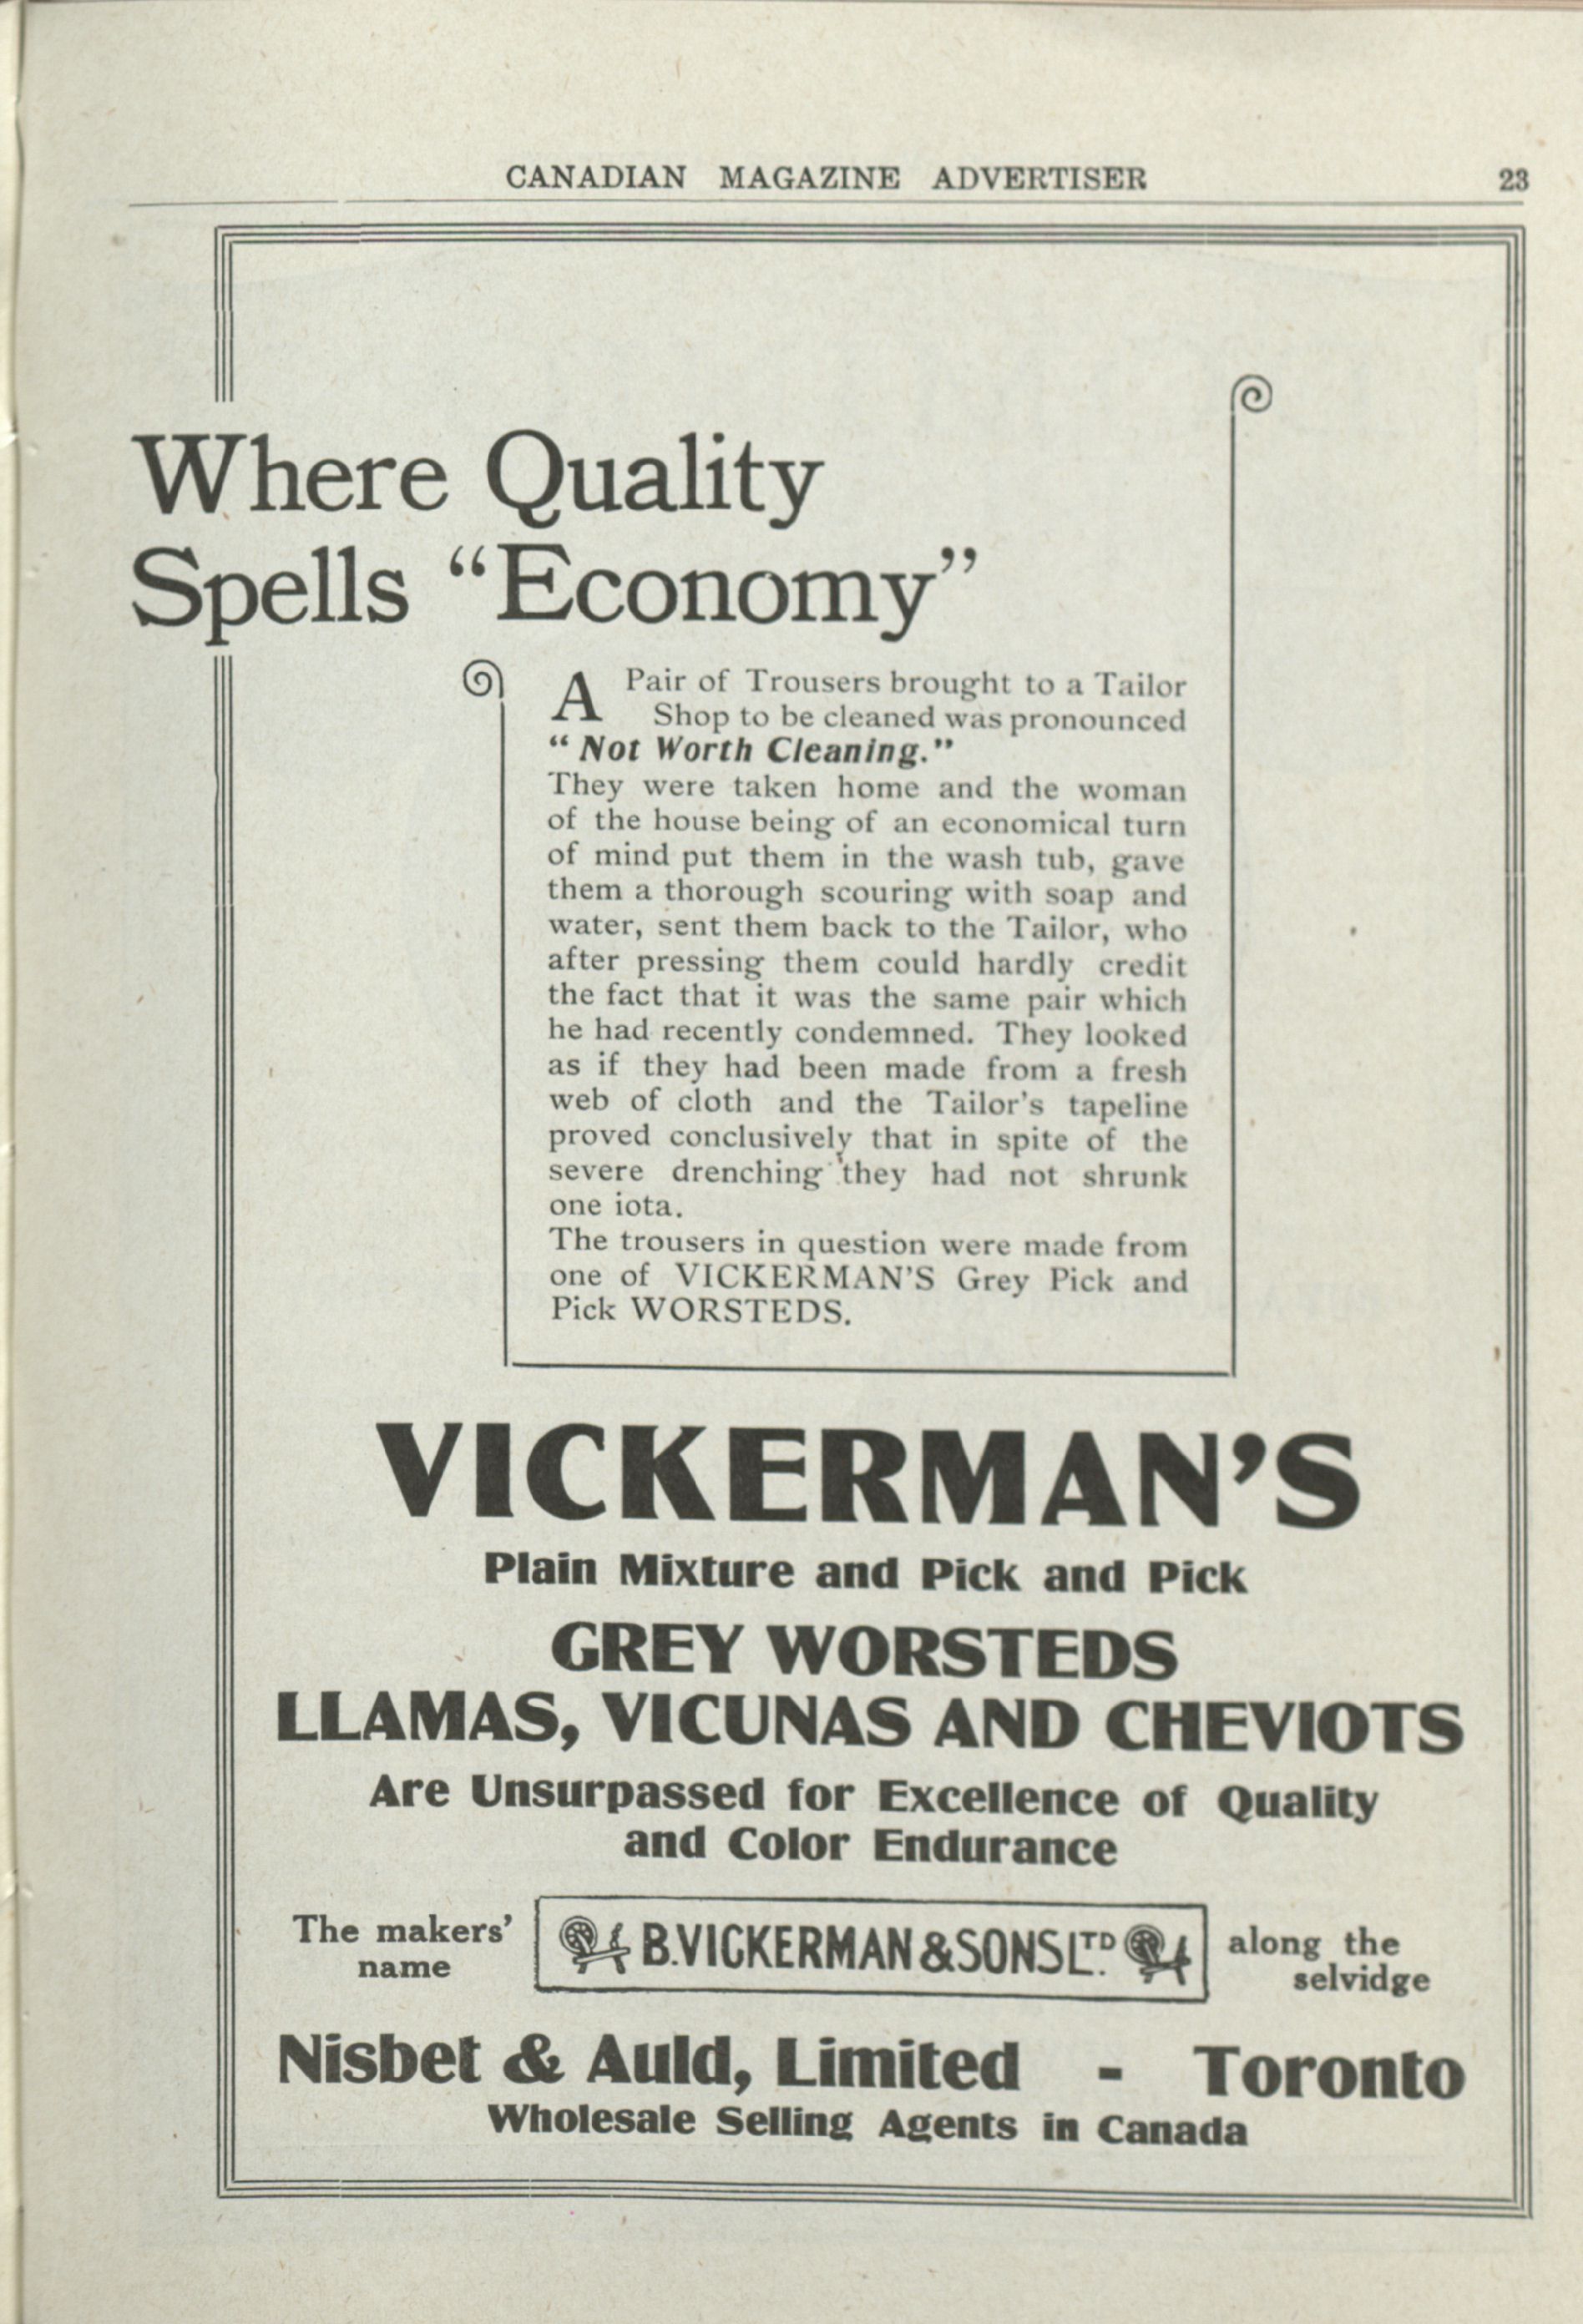 CANADIAN MAGAZINE ADVERTISER 23
Where Quality
Spells “Economy”
A Pair of Trousers brought to a Tailor
Shop to be cleaned was pronounced
“Not Worth Cleaning.”
They were taken home and the woman
of the house being of an economical turn
of mind put them in the wash tub, gave
them a thorough scouring with soap and
water, sent them back to the Tailor, who
after pressing them could hardly credit
the fact that it was the same pair which
he had recently condemned. They looked
as if they had been made from a fresh
web of cloth and the Tailor's tapeline
proved conclusively that in spite of the
severe drenching they had not shrunk
one iota.
The trousers in question were made from
one of VICKERMAN'S Grey Pick and
Pick WORSTEDS.
VICKERMAN'S
Plain Mixture and Pick and Pick
GREY WORSTEDS
LLAMAS, VICUNAS AND CHEVIOTS
Are Unsurpassed for Excellence of Quality
and Color Endurance
The makers'
name
B. VICKERMAN & SONS LTD.
along the
selvidge
Nisbet & Auld, Limited - Toronto
Wholesale Selling Agents in Canada